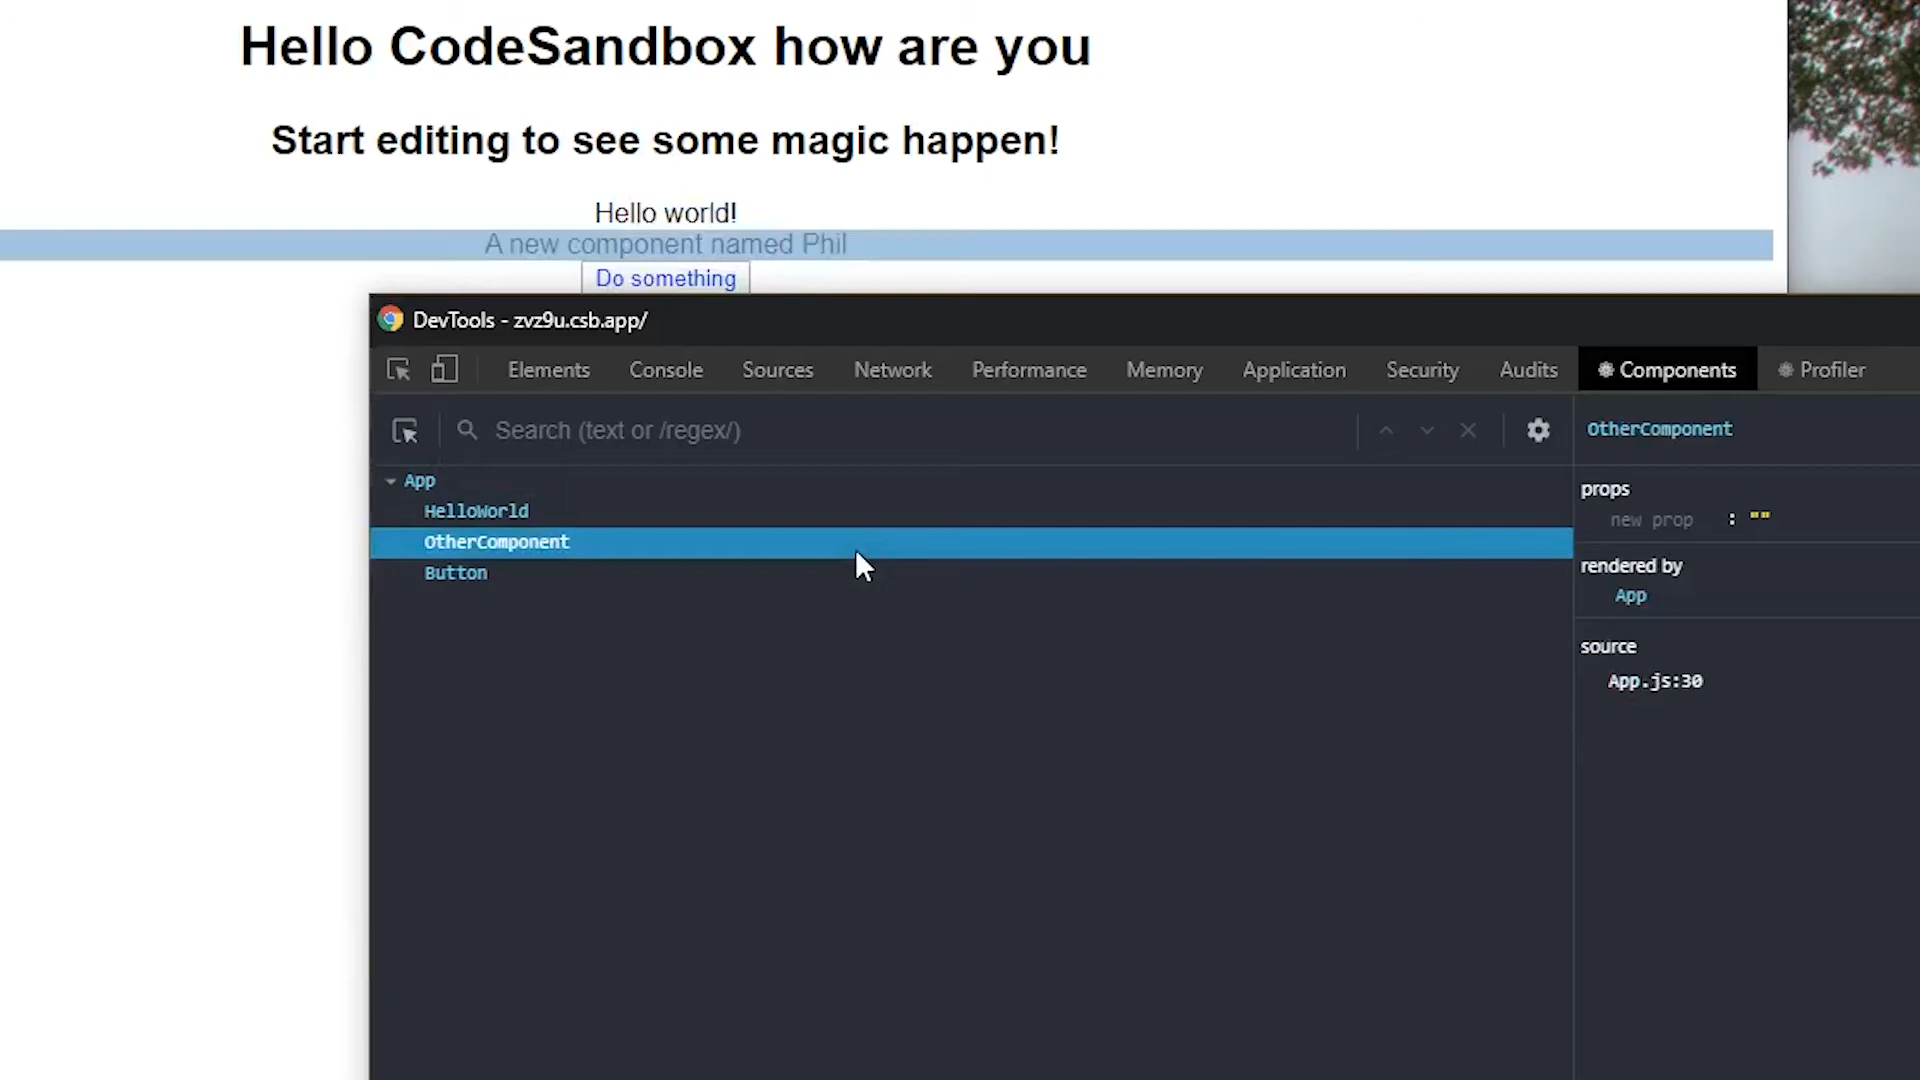 Hello CodeSandbox how are you
Start editing to see some magic happen!
Hello world!
A new component named Phil
Do something
DevTools - zvz9u.csb.app/
Elements Console Sources Network Performance Memory Application Security Audits Components Profiler
Search (text or /regex/)
OtherComponent
App
HelloWorld
OtherComponent
Button
props
new prop : ""
rendered by
App
source
App.js:30